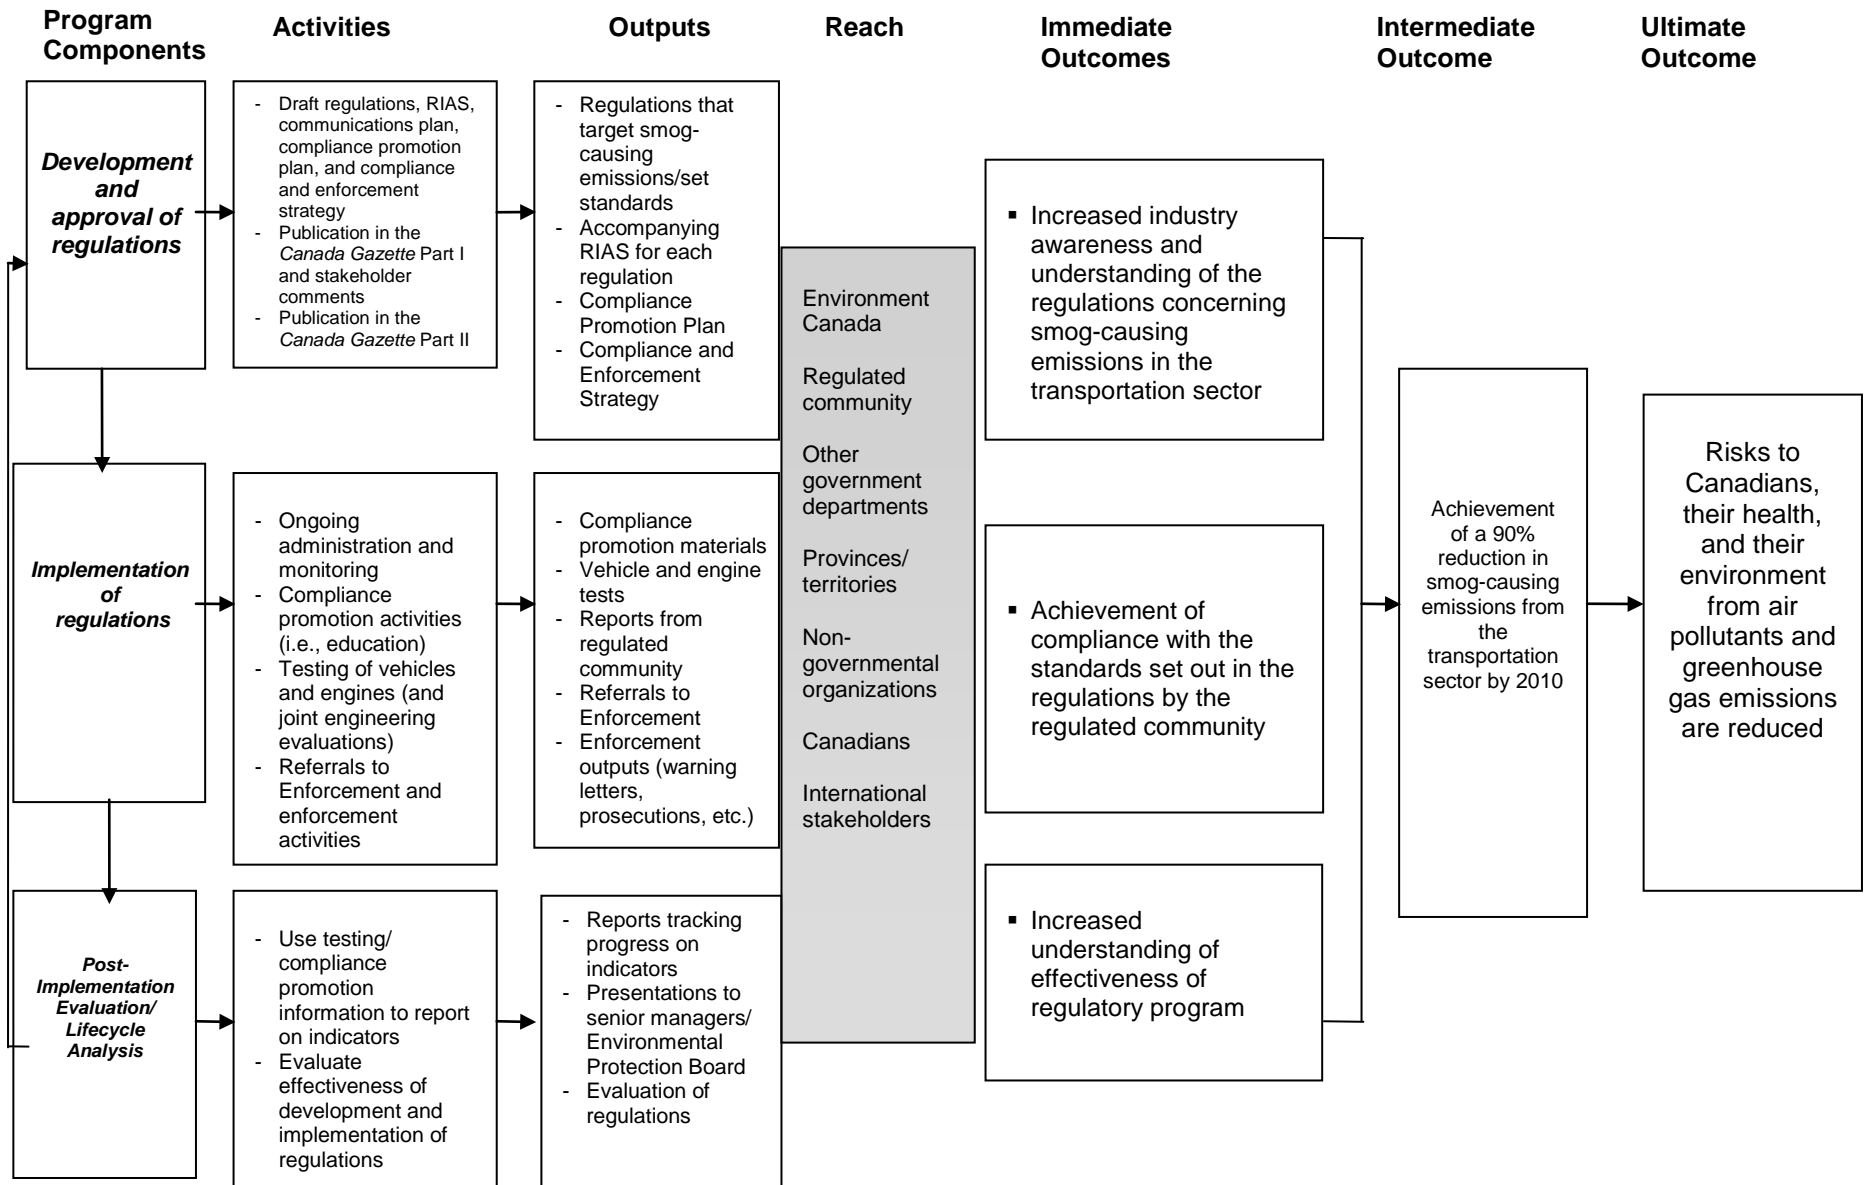 Program
Components
Activities
Outputs
Reach
Immediate
Outcomes
Intermediate
Outcome
Ultimate
Outcome
Development
and
approval of
regulations
- Draft regulations, RIAS,
communications plan,
compliance promotion
plan, and compliance
and enforcement
strategy
- Publication in the
Canada Gazette Part I
and stakeholder
comments
- Publication in the
Canada Gazette Part II
- Regulations that
target smog-
causing
emissions/set
standards
- Accompanying
RIAS for each
regulation
- Compliance
Promotion Plan
- Compliance and
Enforcement
Strategy
Implementation
of
regulations
- Ongoing
administration and
monitoring
- Compliance
promotion activities
(i.e., education)
- Testing of vehicles
and engines (and
joint engineering
evaluations)
- Referrals to
Enforcement and
enforcement
activities
- Compliance
promotion materials
- Vehicle and engine
tests
- Reports from
regulated
community
- Referrals to
Enforcement
- Enforcement
outputs (warning
letters,
prosecutions, etc.)
Post-
Implementation
Evaluation/
Lifecycle
Analysis
- Use testing/
compliance
promotion
information to report
on indicators
- Evaluate
effectiveness of
development and
implementation of
regulations
- Reports tracking
progress on
indicators
- Presentations to
senior managers/
Environmental
Protection Board
- Evaluation of
regulations
Environment
Canada
Regulated
community
Other
government
departments
Provinces/
territories
Non-
governmental
organizations
Canadians
International
stakeholders
▪ Increased industry
awareness and
understanding of the
regulations concerning
smog-causing
emissions in the
transportation sector
▪ Achievement of
compliance with the
standards set out in the
regulations by the
regulated community
▪ Increased
understanding of
effectiveness of
regulatory program
Achievement
of a 90%
reduction in
smog-causing
emissions from
the
transportation
sector by 2010
Risks to
Canadians,
their health,
and their
environment
from air
pollutants and
greenhouse
gas emissions
are reduced